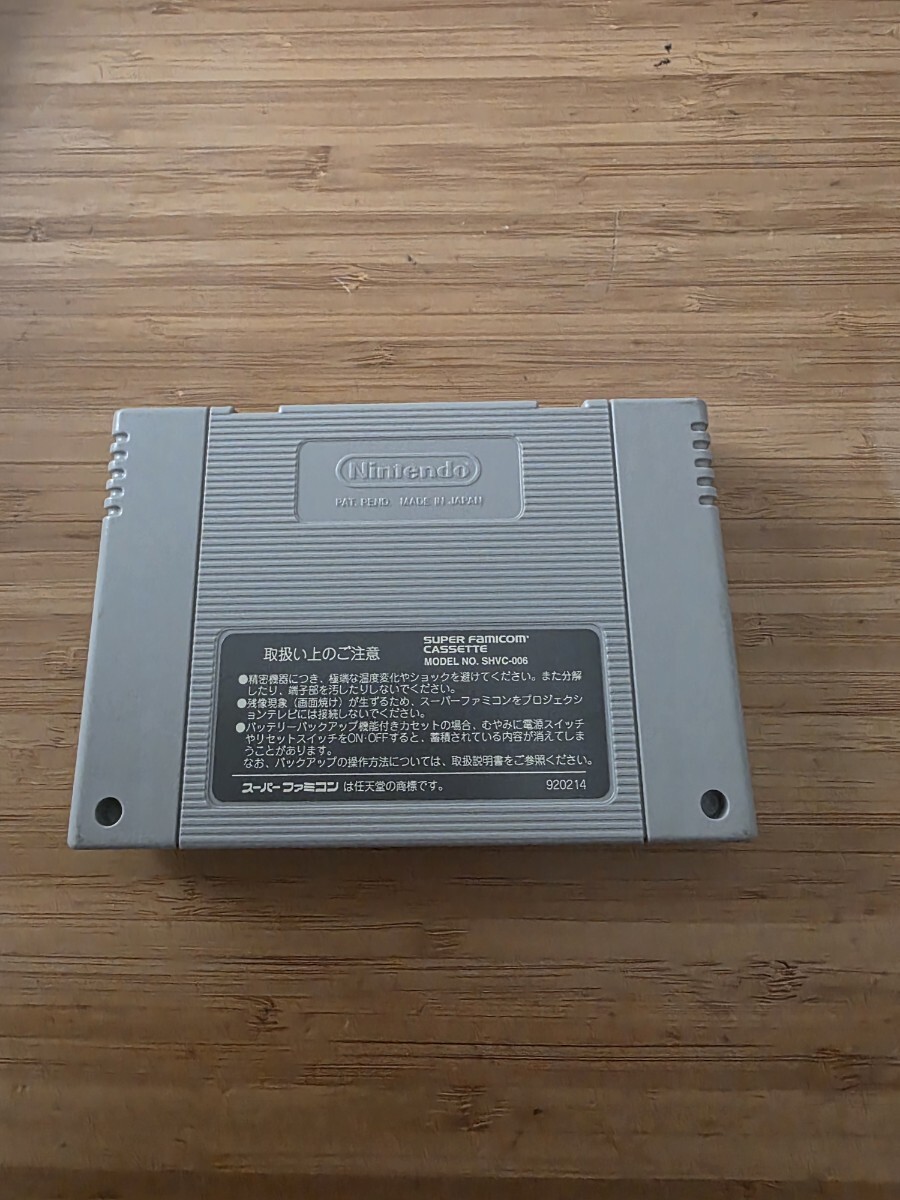 Nintendo
PAT. PEND. MADE IN JAPAN
取扱い上のご注意
SUPER FAMICOM
CASSETTE
MODEL NO. SHVC-006
●精密機器につき、極端な温度変化やショックを避けてください。また分解
したり、端子部を汚したりしないでください。
●残像現象(画面焼け)が生ずるため、スーパーファミコンをプロジェクシ
ョンテレビには接続しないでください。
●バッテリーバックアップ機能付きカセットの場合、むやみに電源スイッチ
やリセットスイッチをON・OFFすると、蓄積されている内容が消えてしま
うことがあります。
なお、バックアップの操作方法については、取扱説明書をご参照ください。
スーパーファミコンは任天堂の商標です。
920214